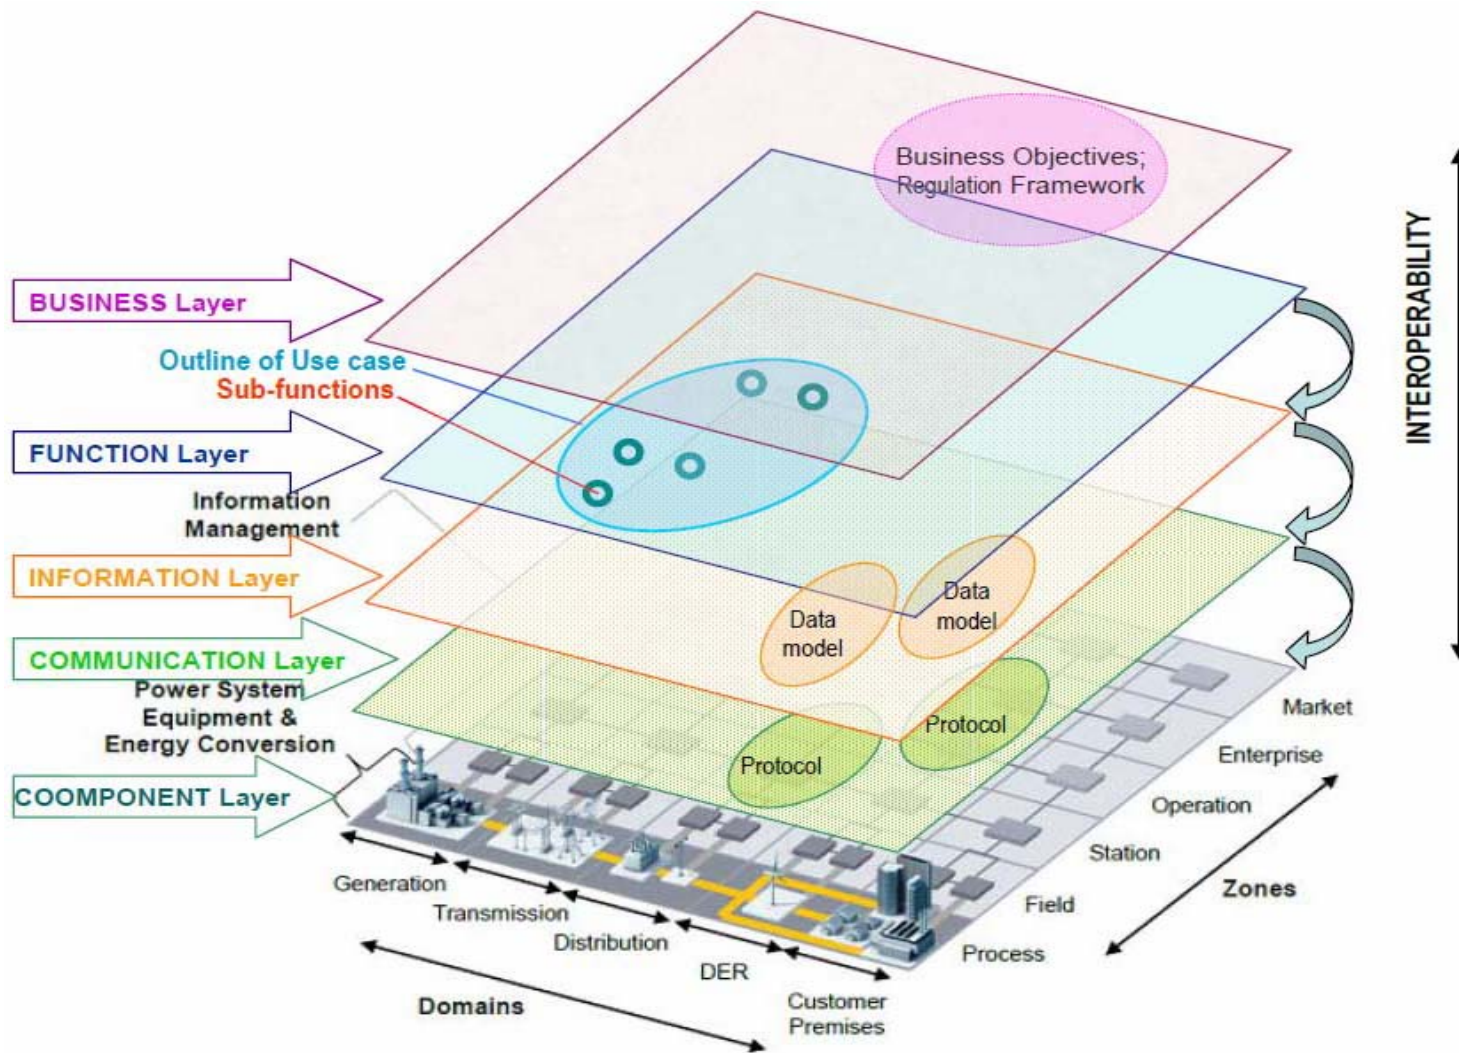 Business Objectives;
Regulation Framework
INTEROPERABILITY
BUSINESS Layer
Outline of Use case
Sub-functions
FUNCTION Layer
Information
Management
INFORMATION Layer
Data
model
Data
model
COMMUNICATION Layer
Power System
Equipment &
Energy Conversion
Protocol
Protocol
COOMPONENT Layer
Market
Enterprise
Operation
Station
Field
Process
Zones
Generation
Transmission
Distribution
DER
Customer
Premises
Domains